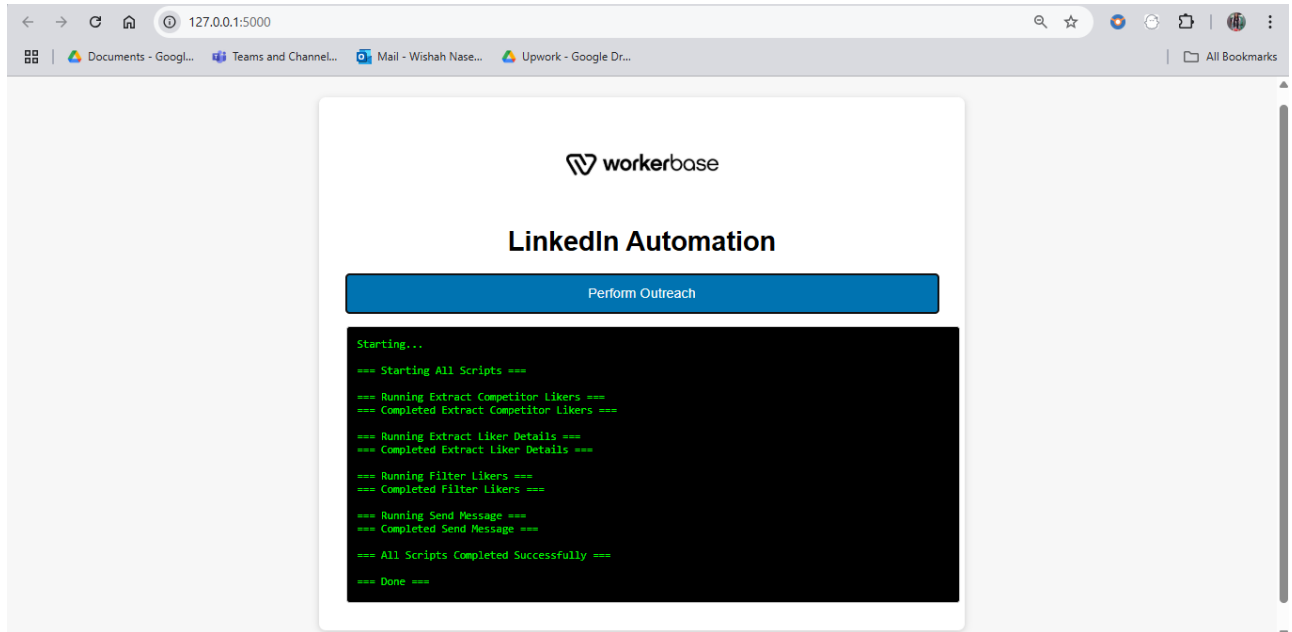 127.0.0.1:5000
Documents - Googl... Teams and Channel... Mail - Wishah Nase... Upwork - Google Dr... All Bookmarks
workerbase
LinkedIn Automation
Perform Outreach
Starting...
=== Starting All Scripts ===
=== Running Extract Competitor Likers ===
=== Completed Extract Competitor Likers ===
=== Running Extract Liker Details ===
=== Completed Extract Liker Details ===
=== Running Filter Likers ===
=== Completed Filter Likers ===
=== Running Send Message ===
=== Completed Send Message ===
=== All Scripts Completed Successfully ===
=== Done ===